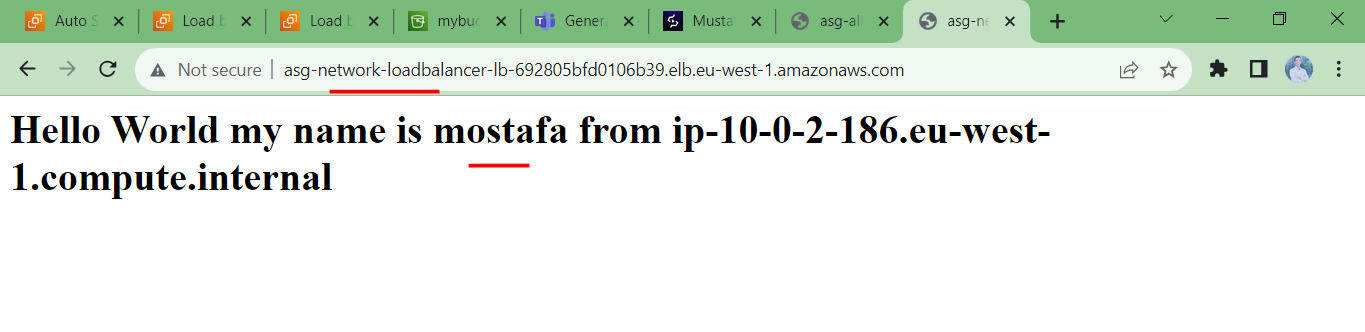 Auto S
Load b
Load b
mybuc
Gener
Musta
asg-all
asg-ne
Not secure | asg-network-loadbalancer-lb-692805bfd0106b39.elb.eu-west-1.amazonaws.com
Hello World my name is mostafa from ip-10-0-2-186.eu-west-
1.compute.internal